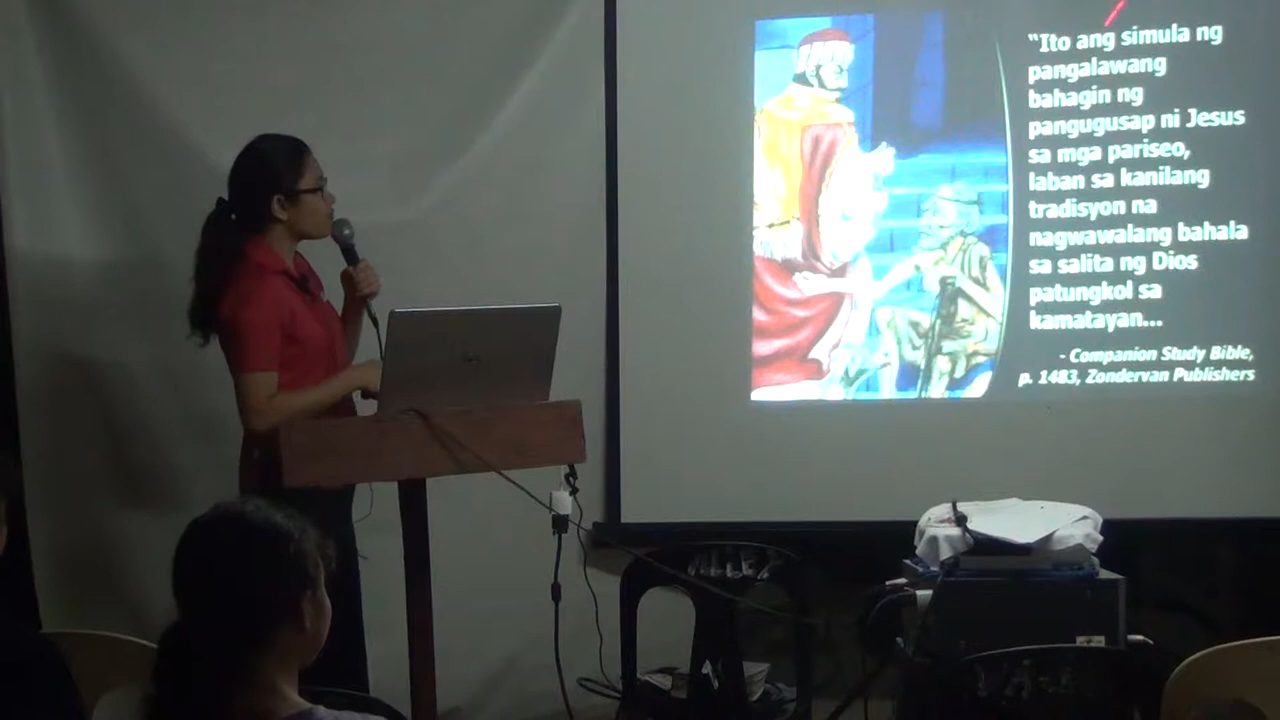 “Ito ang simula ng
pangalawang
bahagin ng
pangugusap ni Jesus
sa mga pariseo,
laban sa kanilang
tradisyon na
nagwawalang bahala
sa salita ng Dios
patungkol sa
kamatayan...
- Companion Study Bible,
p. 1483, Zondervan Publishers